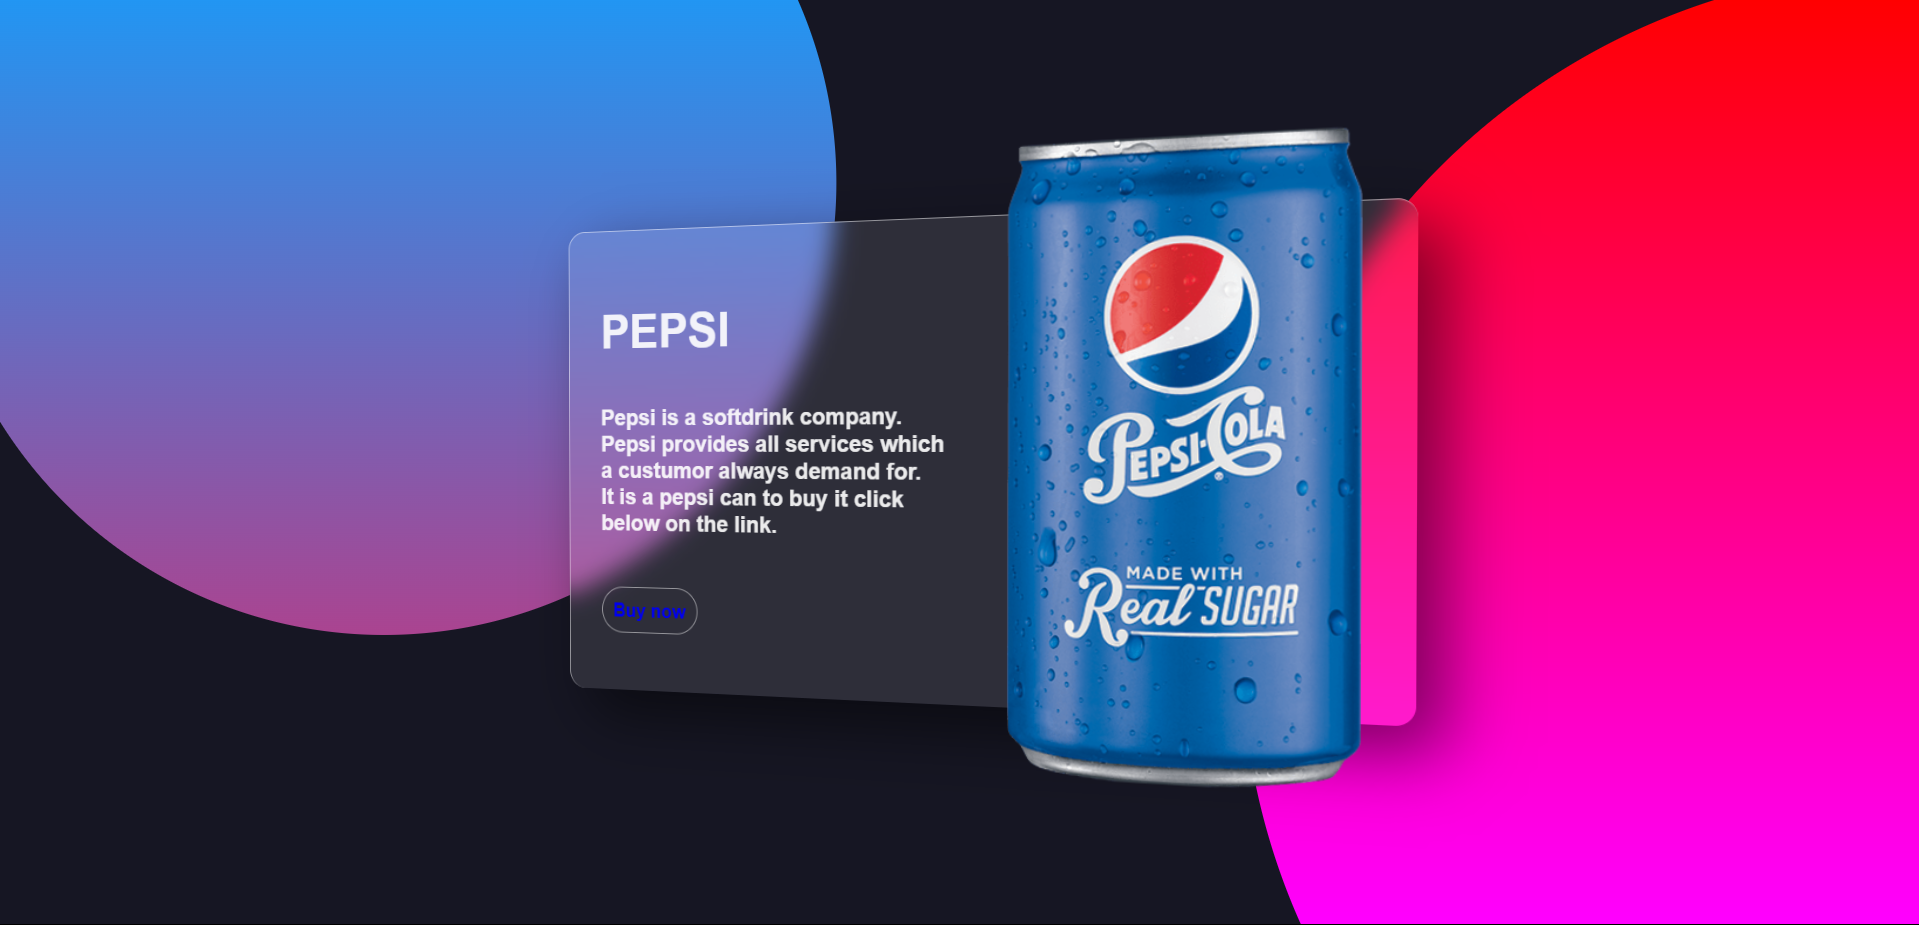 PEPSI
Pepsi is a softdrink company.
Pepsi provides all services which
a custumor always demand for.
It is a pepsi can to buy it click
below on the link.
Buy now
PEPSI-COLA
MADE WITH
Real SUGAR